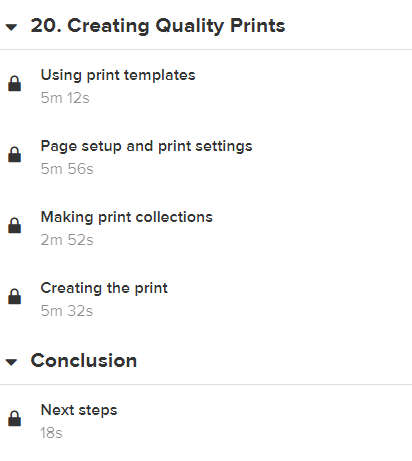 20. Creating Quality Prints
Using print templates
5m 12s
Page setup and print settings
5m 56s
Making print collections
2m 52s
Creating the print
5m 32s
Conclusion
Next steps
18s